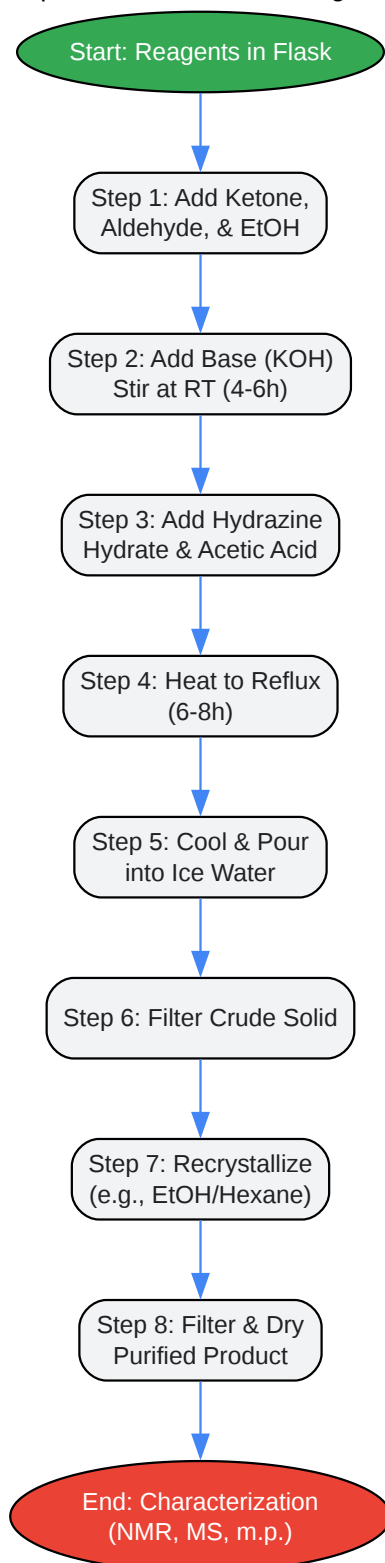 Start: Reagents in Flask
Step 1: Add Ketone,
Aldehyde, & EtOH
Step 2: Add Base (KOH)
Stir at RT (4-6h)
Step 3: Add Hydrazine
Hydrate & Acetic Acid
Step 4: Heat to Reflux
(6-8h)
Step 5: Cool & Pour
into Ice Water
Step 6: Filter Crude Solid
Step 7: Recrystallize
(e.g., EtOH/Hexane)
Step 8: Filter & Dry
Purified Product
End: Characterization
(NMR, MS, m.p.)